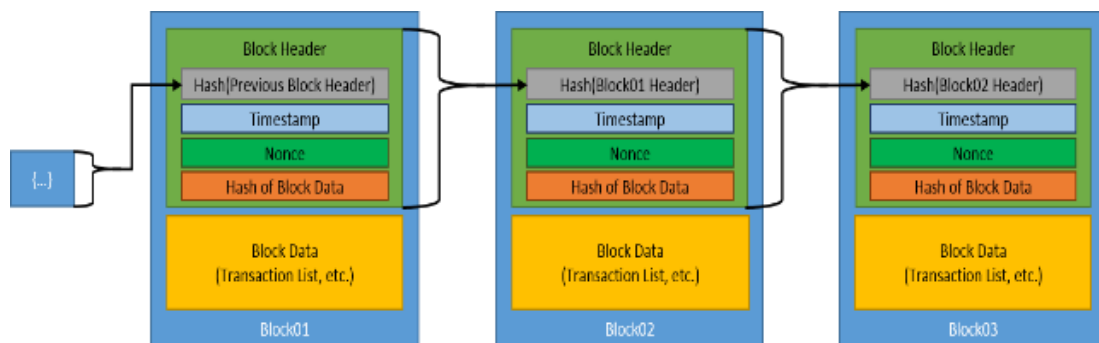 {...}
Block Header
Hash(Previous Block Header)
Timestamp
Nonce
Hash of Block Data
Block Data
(Transaction List, etc.)
Block01
Block Header
Hash(Block01 Header)
Timestamp
Nonce
Hash of Block Data
Block Data
(Transaction List, etc.)
Block02
Block Header
Hash(Block02 Header)
Timestamp
Nonce
Hash of Block Data
Block Data
(Transaction List, etc.)
Block03